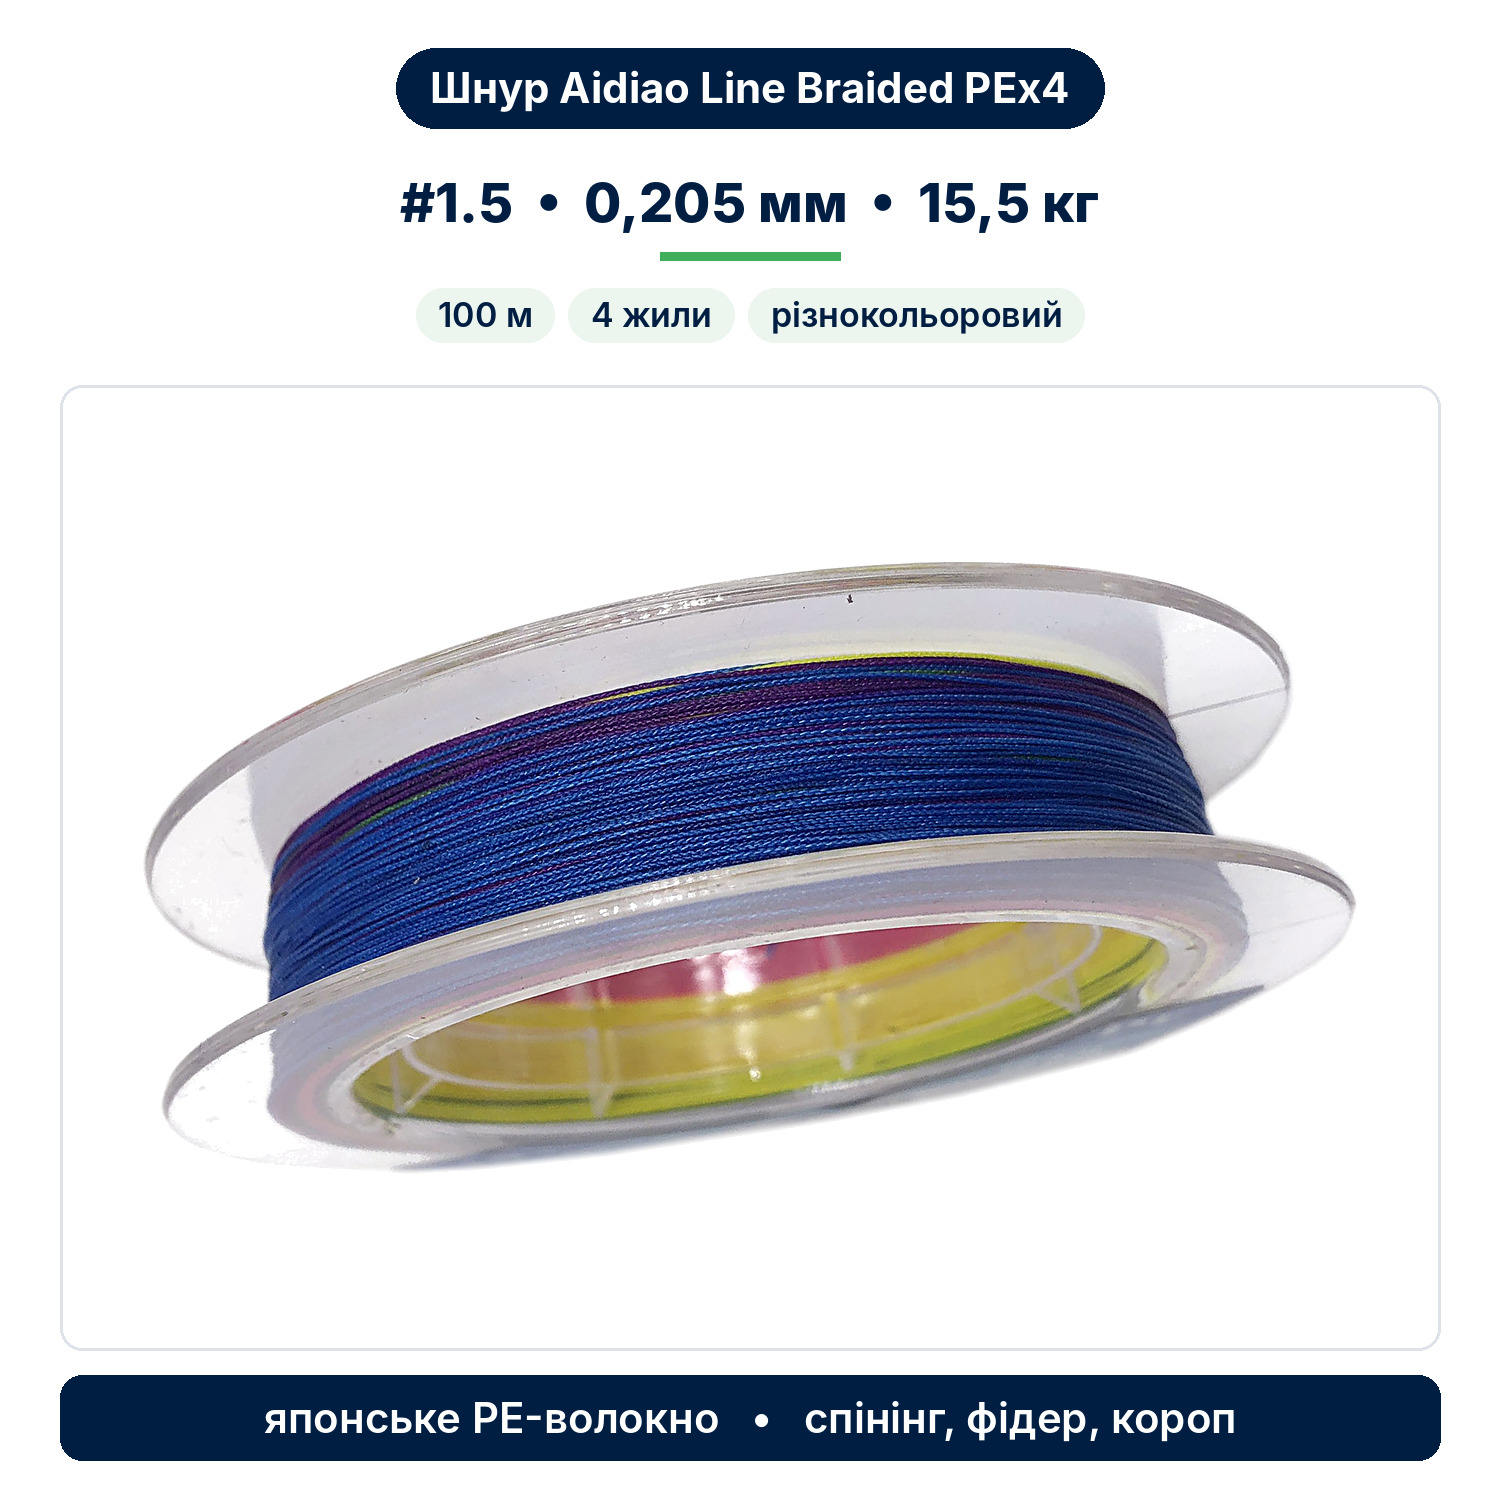 Шнур Aidiao Line Braided PEx4
#1.5 • 0,205 мм • 15,5 кг
100 м 4 жили різнокольоровий
японське PE-волокно • спінінг, фідер, короп